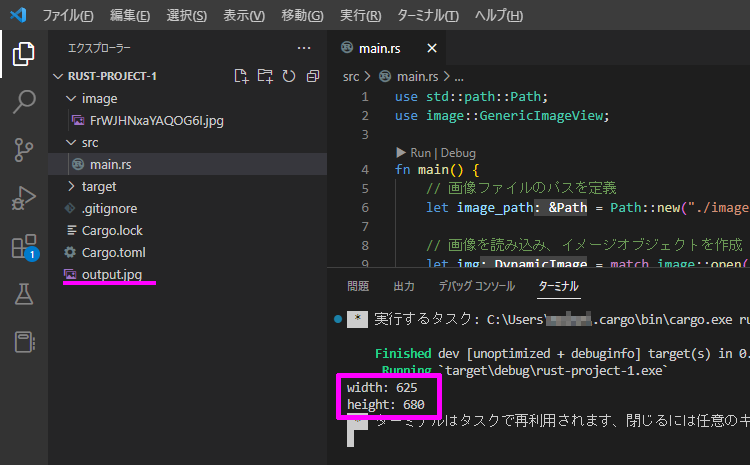 ファイル(F) 編集(E) 選択(S) 表示(V) 移動(G) 実行(R) ターミナル(T) ヘルプ(H)
エクスプローラー
RUST-PROJECT-1
image
FrWJHNxaYAQOG6I.jpg
src
main.rs
target
.gitignore
Cargo.lock
Cargo.toml
output.jpg
1
main.rs
src > main.rs > ...
1 use std::path::Path;
2 use image::GenericImageView;
3
Run | Debug
4 fn main() {
5 // 画像ファイルのパスを定義
6 let image_path: &Path = Path::new("./image
7
8 // 画像を読み込み、イメージオブジェクトを作成
9 let img: DynamicImage = match image::open(
問題 出力 デバッグ コンソール ターミナル
* 実行するタスク: C:\Users\ .cargo\bin\cargo.exe ru
Finished dev [unoptimized + debuginfo] target(s) in 0.
Running `target\debug\rust-project-1.exe`
width: 625
height: 680
* ターミナルはタスクで再利用されます、閉じるには任意のキ